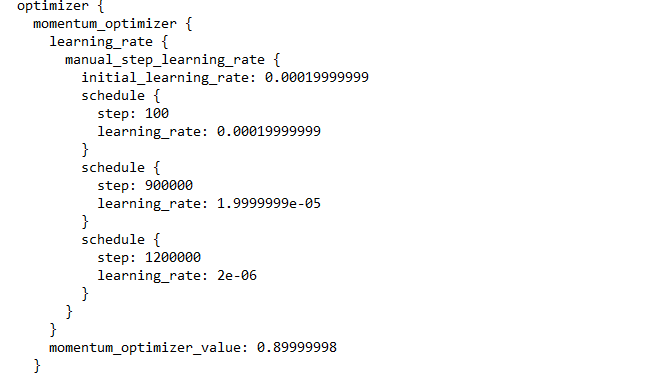 optimizer {
  momentum_optimizer {
    learning_rate {
      manual_step_learning_rate {
        initial_learning_rate: 0.00019999999
        schedule {
          step: 100
          learning_rate: 0.00019999999
        }
        schedule {
          step: 900000
          learning_rate: 1.9999999e-05
        }
        schedule {
          step: 1200000
          learning_rate: 2e-06
        }
      }
    }
    momentum_optimizer_value: 0.89999998
  }